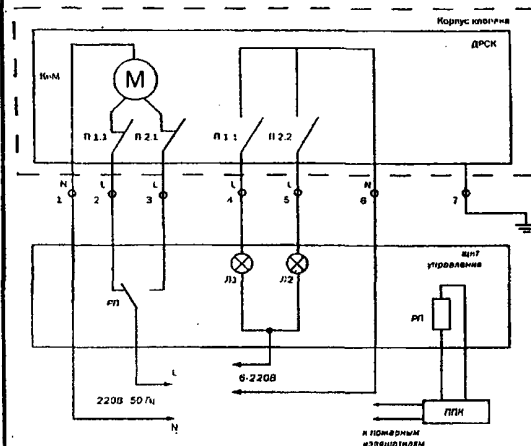 Корпус клапана
ДРСК
КлМ
М
П 1.1
П 2.1
П 1.1
П 2.2
N
L
L
L
L
N
1
2
3
4
5
6
7
щит
управления
Л1
Л2
РП
РП
L
6-220В
220В 50 Гц
N
ППК
к пожарным
извещателям